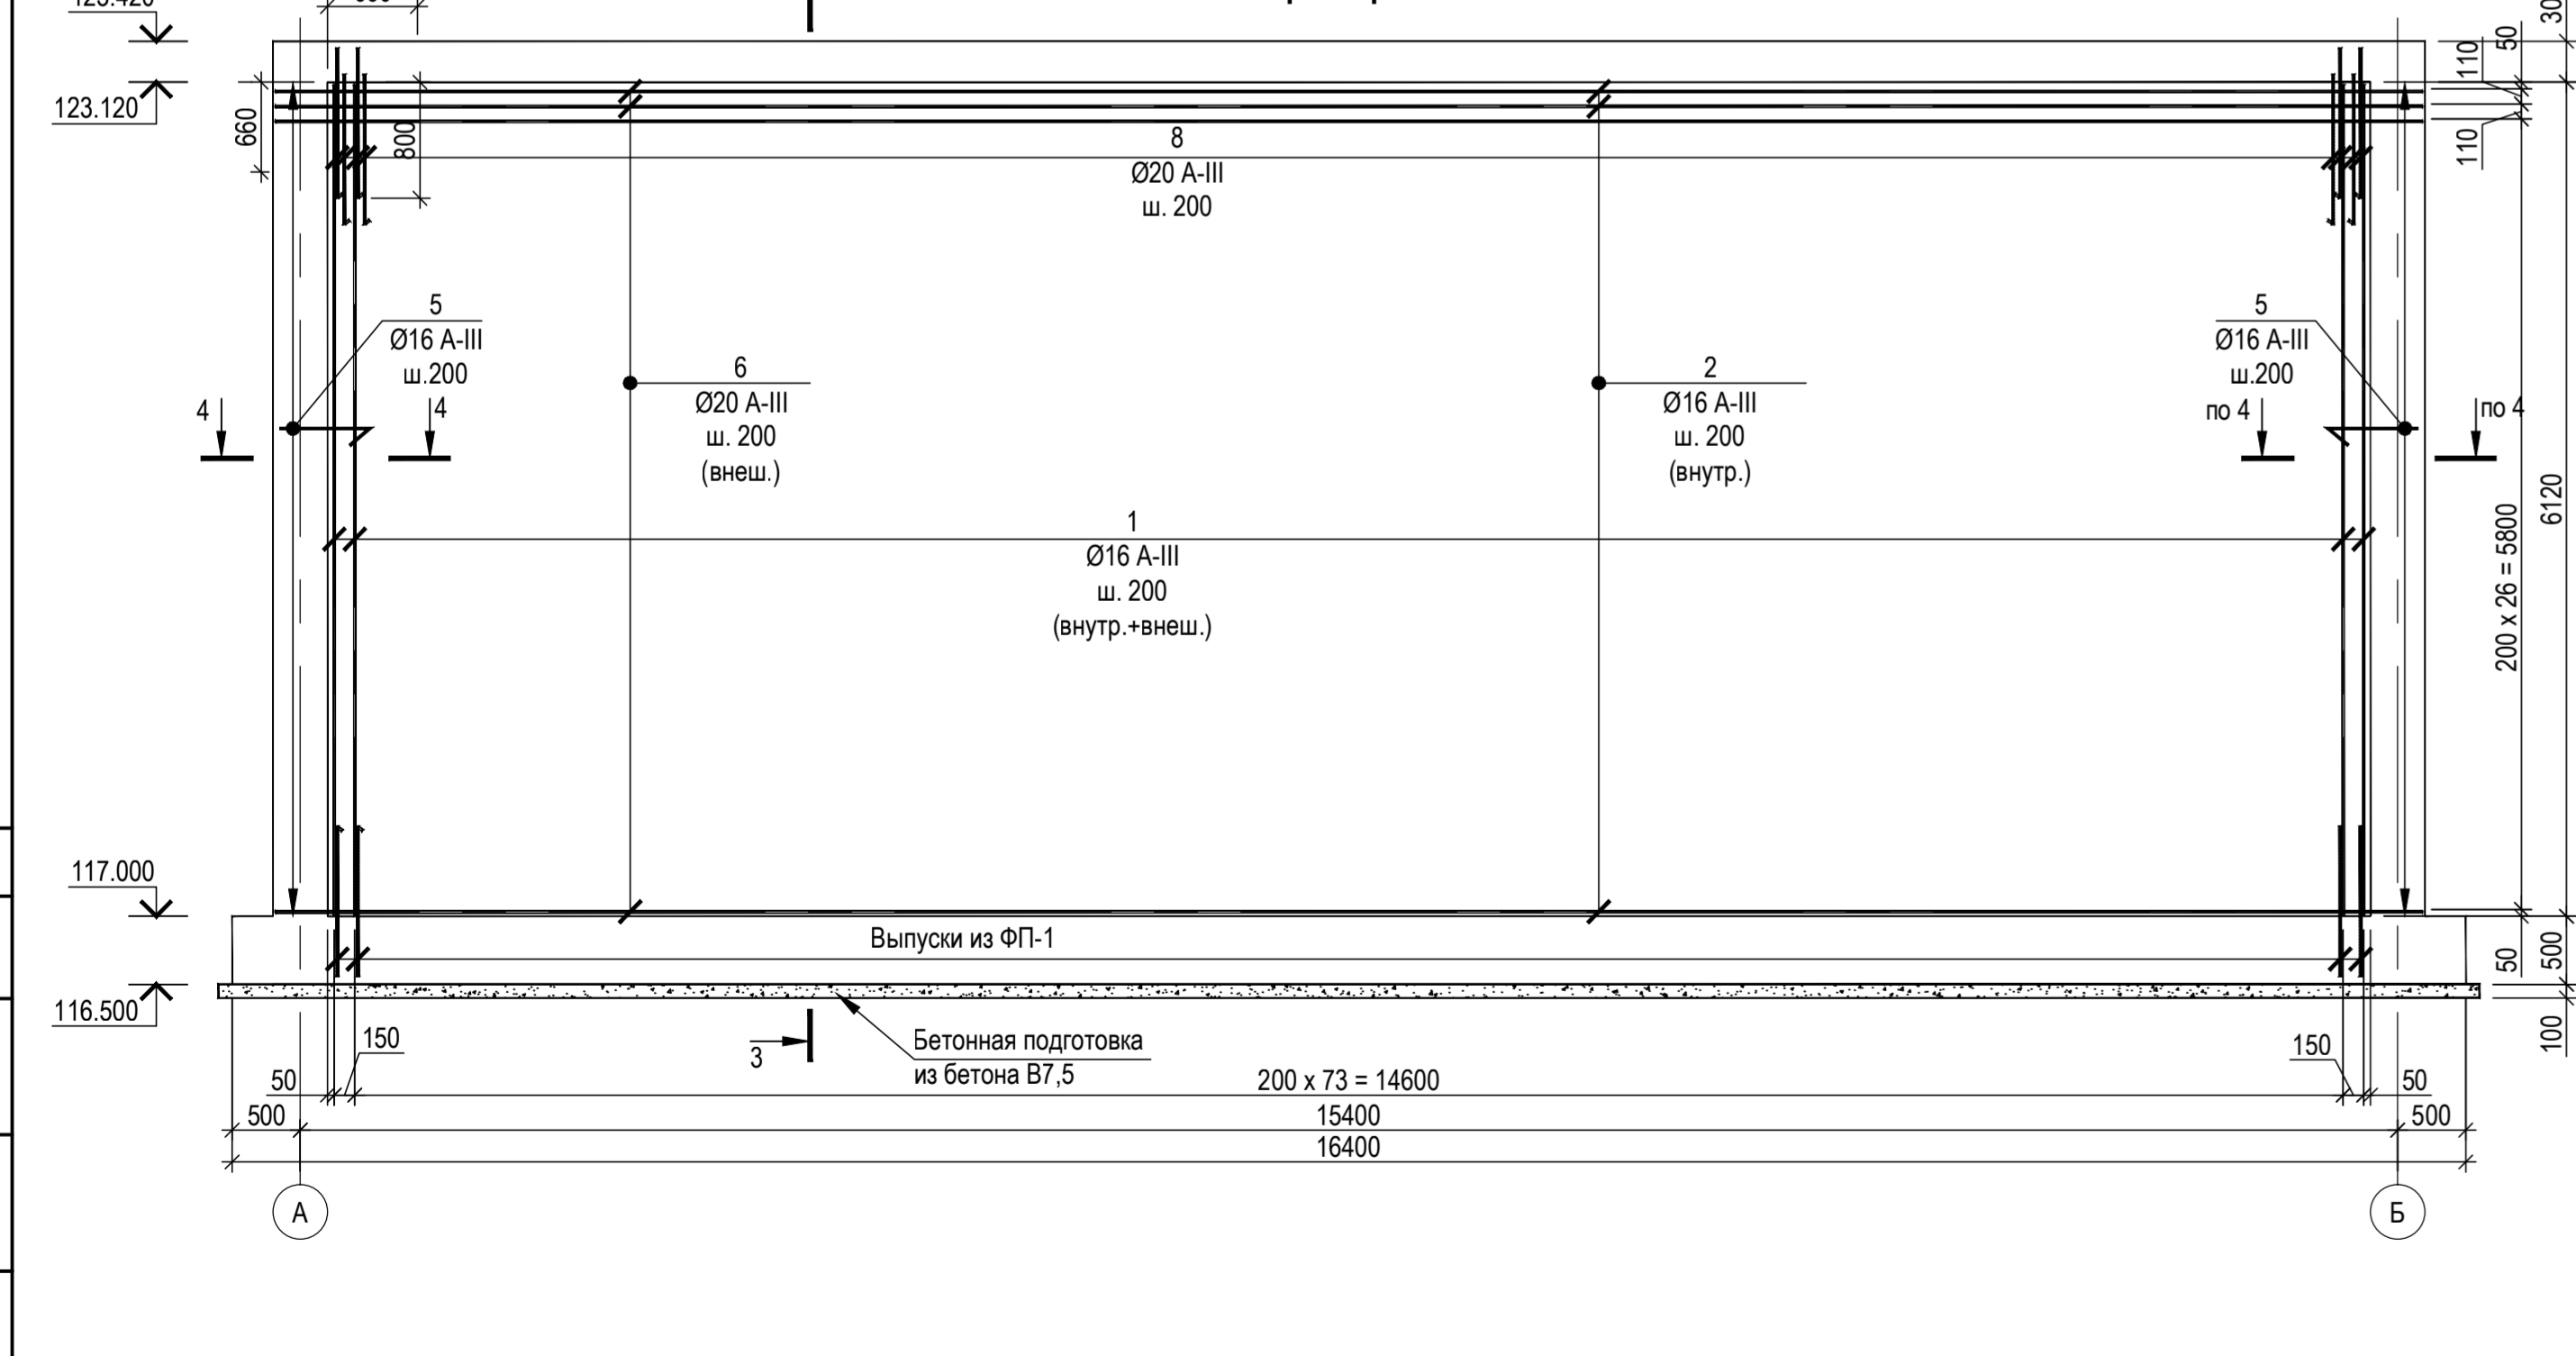 123.120
660
800
110
50
30
110
8
Ø20 А-III
ш. 200
5
Ø16 А-III
ш.200
4
4
6
Ø20 А-III
ш. 200
(внеш.)
2
Ø16 А-III
ш. 200
(внутр.)
5
Ø16 А-III
ш.200
по 4
по 4
1
Ø16 А-III
ш. 200
(внутр.+внеш.)
200 x 26 = 5800
6120
117.000
Выпуски из ФП-1
50
500
116.500
100
3
Бетонная подготовка
из бетона В7,5
150
150
50
200 x 73 = 14600
50
500
15400
500
16400
А
Б